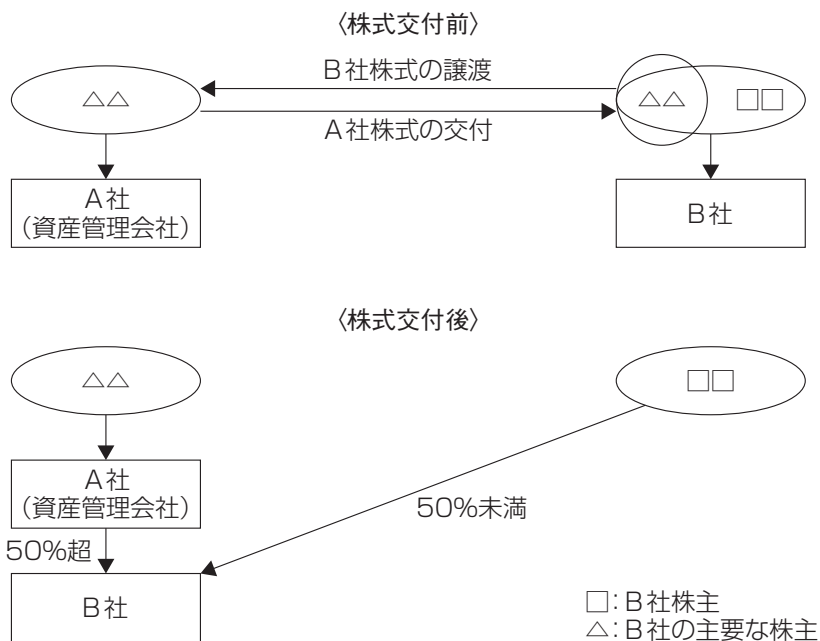 〈株式交付前〉
B社株式の譲渡
△△
△△ □□
A社株式の交付
A社
（資産管理会社）
B社
〈株式交付後〉
△△
□□
A社
（資産管理会社）
50%未満
50%超
B社
□：B社株主
△：B社の主要な株主